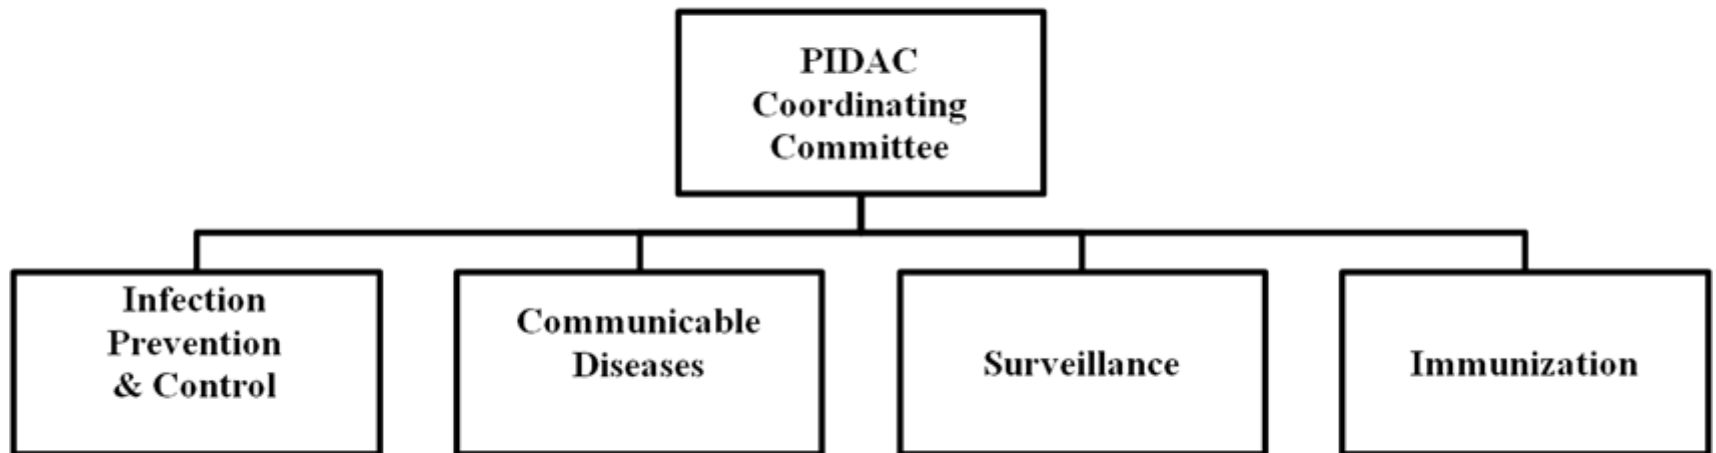 PIDAC
Coordinating
Committee
Infection
Prevention
& Control
Communicable
Diseases
Surveillance
Immunization